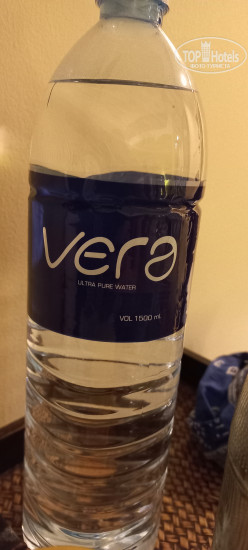 TOP Hotels
vera
ULTRA PURE WATER
VOL 1500 ml.